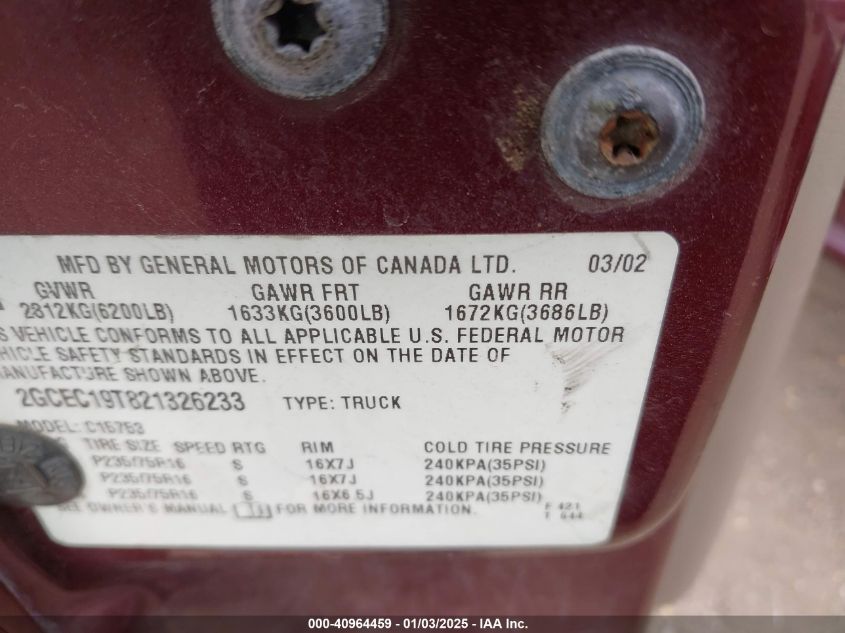 MFD BY GENERAL MOTORS OF CANADA LTD. 03/02
GVWR GAWR FRT GAWR RR
2812KG(6200LB) 1633KG(3600LB) 1672KG(3686LB)
S VEHICLE CONFORMS TO ALL APPLICABLE U.S. FEDERAL MOTOR
HICLE SAFETY STANDARDS IN EFFECT ON THE DATE OF
ANUFACTURE SHOWN ABOVE.
2GCEC19T821326233 TYPE: TRUCK
MODEL: C15753
TIRE SIZE SPEED RTG RIM COLD TIRE PRESSURE
P235/75R16 S 16X7J 240KPA(35PSI)
P235/75R16 S 16X7J 240KPA(35PSI)
P235/75R16 S 16X6.5J 240KPA(35PSI)
SEE OWNER'S MANUAL FOR MORE INFORMATION.
000-40964459 - 01/03/2025 - IAA Inc.